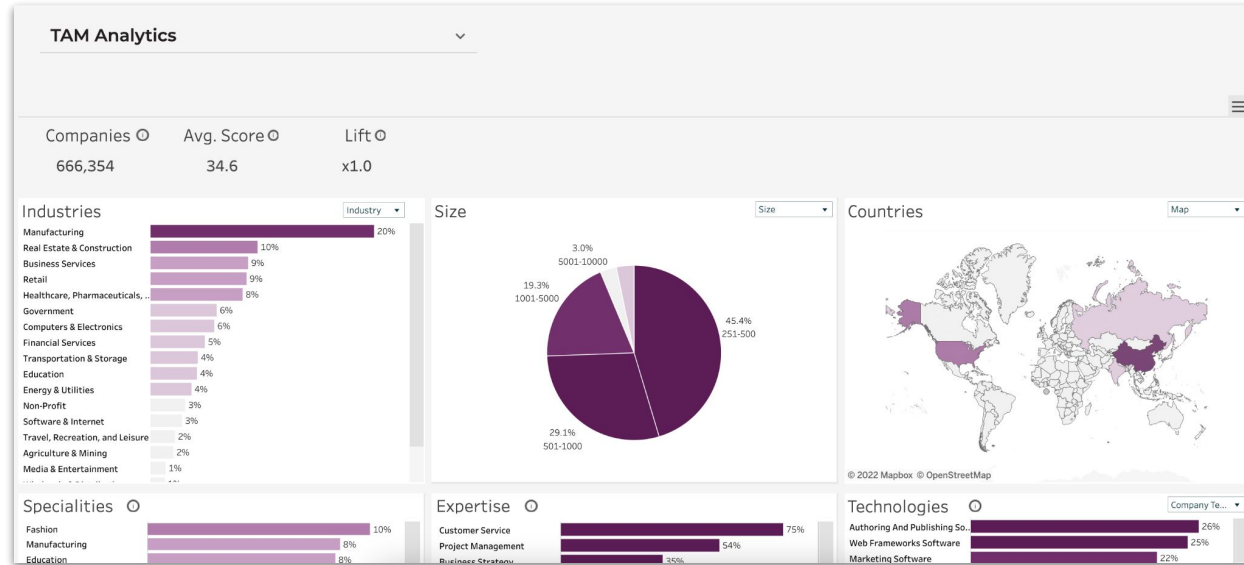 TAM Analytics
Companies
Avg. Score
Lift
666,354
34.6
x1.0
Industries
Industry
Manufacturing
20%
Real Estate & Construction
10%
Business Services
9%
Retail
9%
Healthcare, Pharmaceuticals, ..
8%
Government
6%
Computers & Electronics
6%
Financial Services
5%
Transportation & Storage
4%
Education
4%
Energy & Utilities
4%
Non-Profit
3%
Software & Internet
3%
Travel, Recreation, and Leisure
2%
Agriculture & Mining
2%
Media & Entertainment
1%
Size
Size
3.0%
5001-10000
19.3%
1001-5000
45.4%
251-500
29.1%
501-1000
Countries
Map
© 2022 Mapbox © OpenStreetMap
Specialities
Fashion
10%
Manufacturing
8%
Education
8%
Expertise
Customer Service
75%
Project Management
54%
Business Strategy
35%
Technologies
Company Te...
Authoring And Publishing So..
26%
Web Frameworks Software
25%
Marketing Software
22%